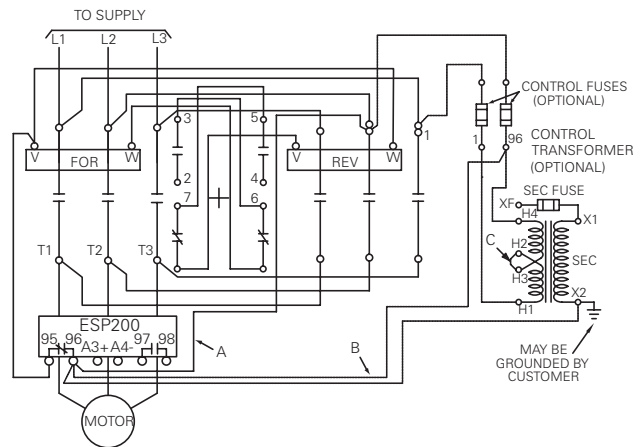 TO SUPPLY
L1 L2 L3
CONTROL FUSES
(OPTIONAL)
3 5 1 1 96
CONTROL
TRANSFORMER
(OPTIONAL)
V FOR W V REV W
2 4
7 6
SEC FUSE
XF
H4 X1
C
H2
H3
SEC
T1 T2 T3
H1 X2
ESP200
95 96 A3+ A4- 97 98
A
B
MAY BE
GROUNDED BY
CUSTOMER
MOTOR